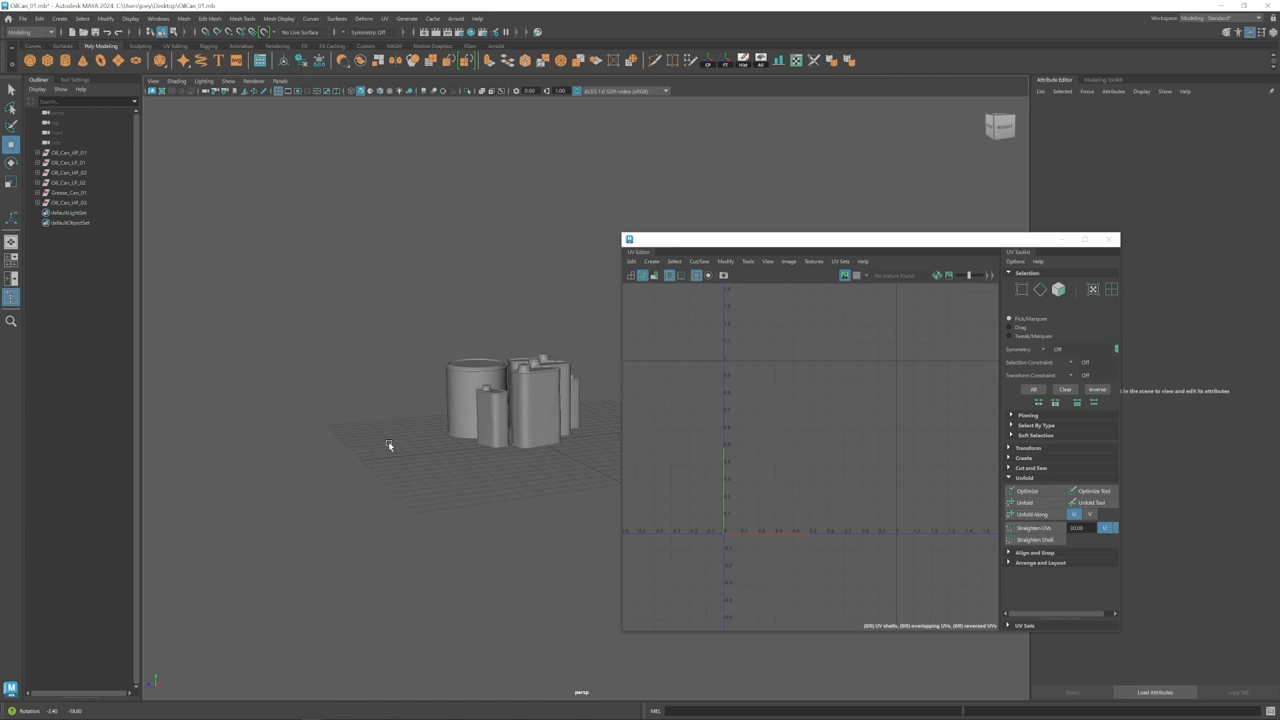 OilCan_01.mb* - Autodesk MAYA 2024: C:\Users\joey\Desktop\OilCan_01.mb
File Edit Create Select Modify Display Windows Mesh Edit Mesh Mesh Tools Mesh Display Curves Surfaces Deform UV Generate Cache Arnold Help
Workspace: Modeling - Standard*
Modeling
No Live Surface
Symmetry: Off
Curves Surfaces Poly Modeling Sculpting UV Editing Rigging Animation Rendering FX FX Caching Custom MASH Motion Graphics XGen Arnold
CP FT Hist All
Outliner Tool Settings
Display Show Help
Search...
persp
top
front
side
Oil_Can_HP_01
Oil_Can_LP_01
Oil_Can_HP_02
Oil_Can_LP_02
Grease_Can_01
Oil_Can_HP_03
defaultLightSet
defaultObjectSet
View Shading Lighting Show Renderer Panels
0.00 1.00 ACES 1.0 SDR-video (sRGB)
RIGHT
persp
UV Editor
Edit Create Select Cut/Sew Modify Tools View Image Textures UV Sets Help
No texture found
(0/0) UV shells, (0/0) overlapping UVs, (0/0) reversed UVs
UV Toolkit
Options Help
Selection
Pick/Marquee
Drag
Tweak/Marquee
Symmetry: Off
Selection Constraint: Off
Transform Constraint: Off
All Clear Inverse
Pinning
Select By Type
Soft Selection
Transform
Create
Cut and Sew
Unfold
Optimize Optimize Tool
Unfold Unfold Tool
Unfold Along U V
Straighten UVs 30.00 U
Straighten Shell
Align and Snap
Arrange and Layout
UV Sets
Attribute Editor Modeling Toolkit
List Selected Focus Attributes Display Show Help
t in the scene to view and edit its attributes
Select Load Attributes Copy Tab
Rotation: -2.40 -18.60
MEL